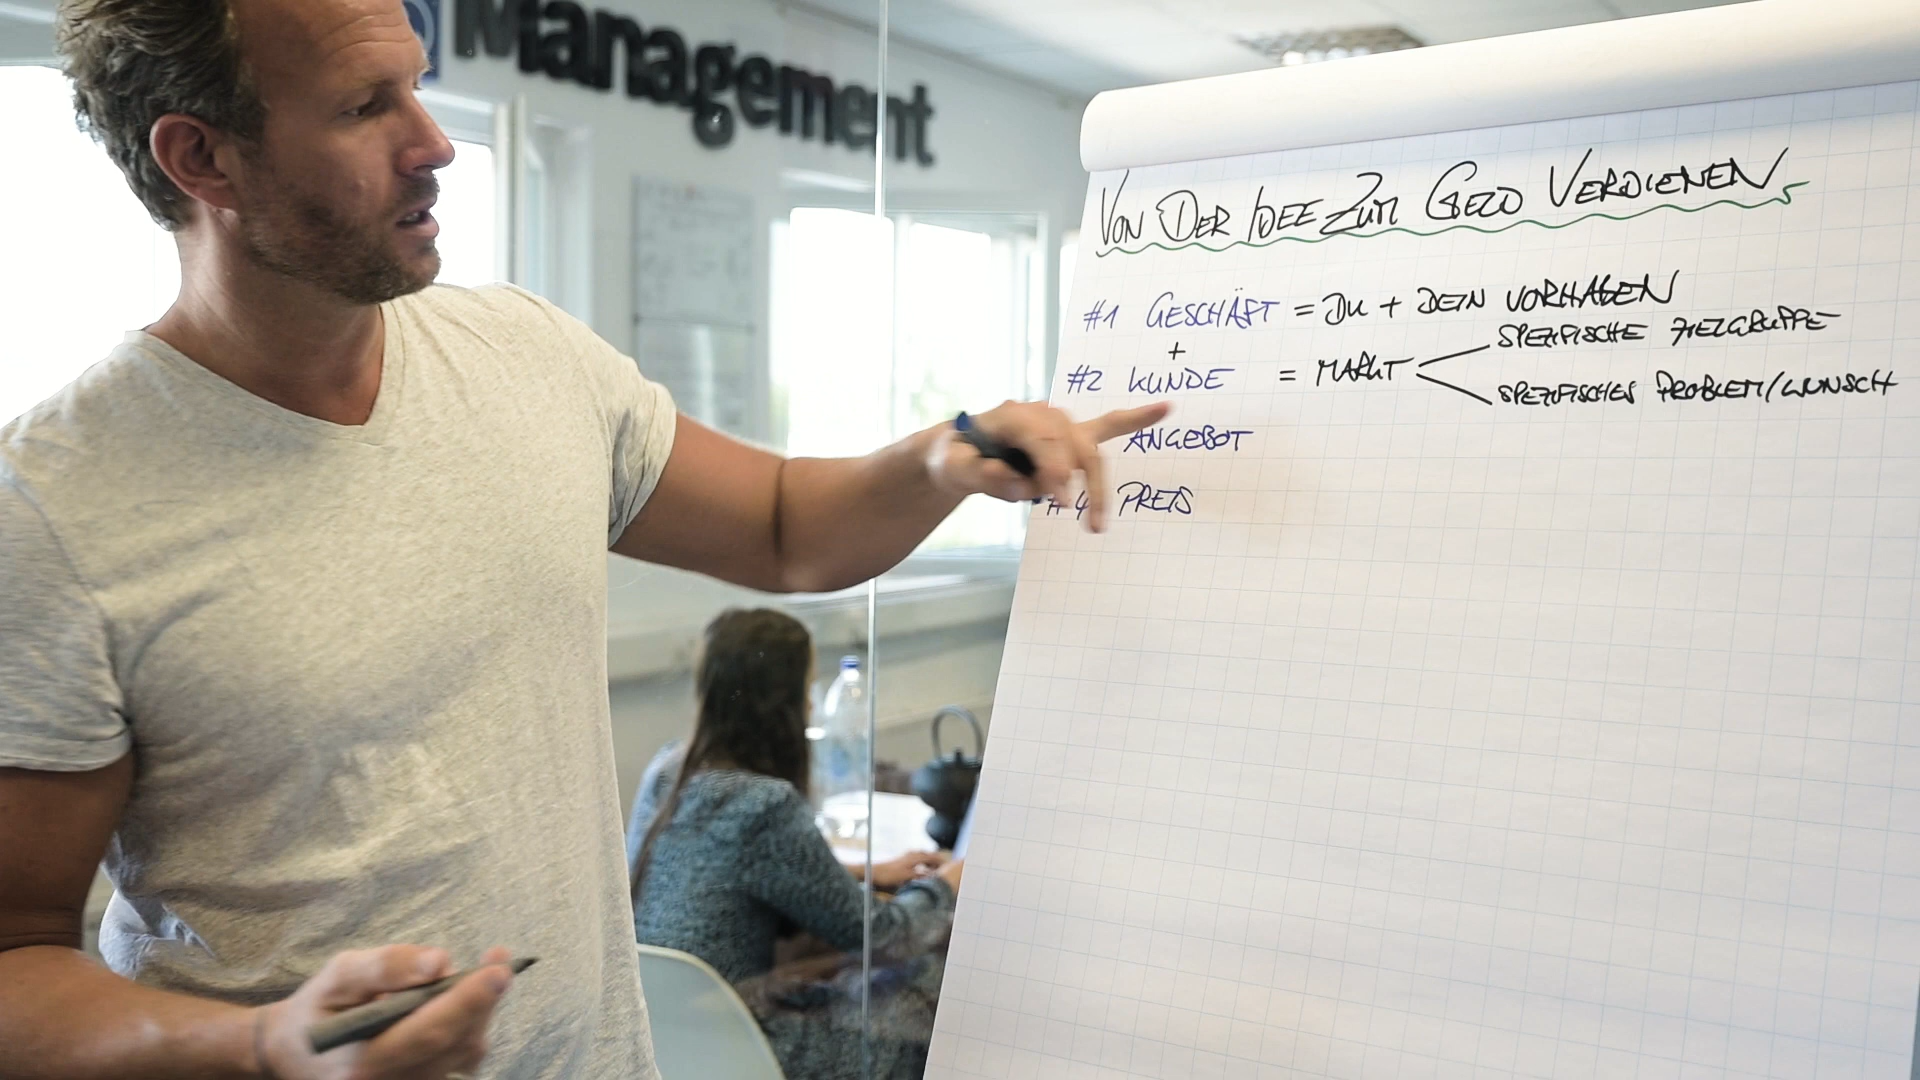 Management
VON DER IDEE ZUM GELD VERDIENEN
#1 GESCHÄFT = DU + DEIN VORHABEN
+
#2 KUNDE = MARKT
SPEZIFISCHE ZIELGRUPPE
SPEZIFISCHES PROBLEM/WUNSCH
ANGEBOT
#4 PREIS